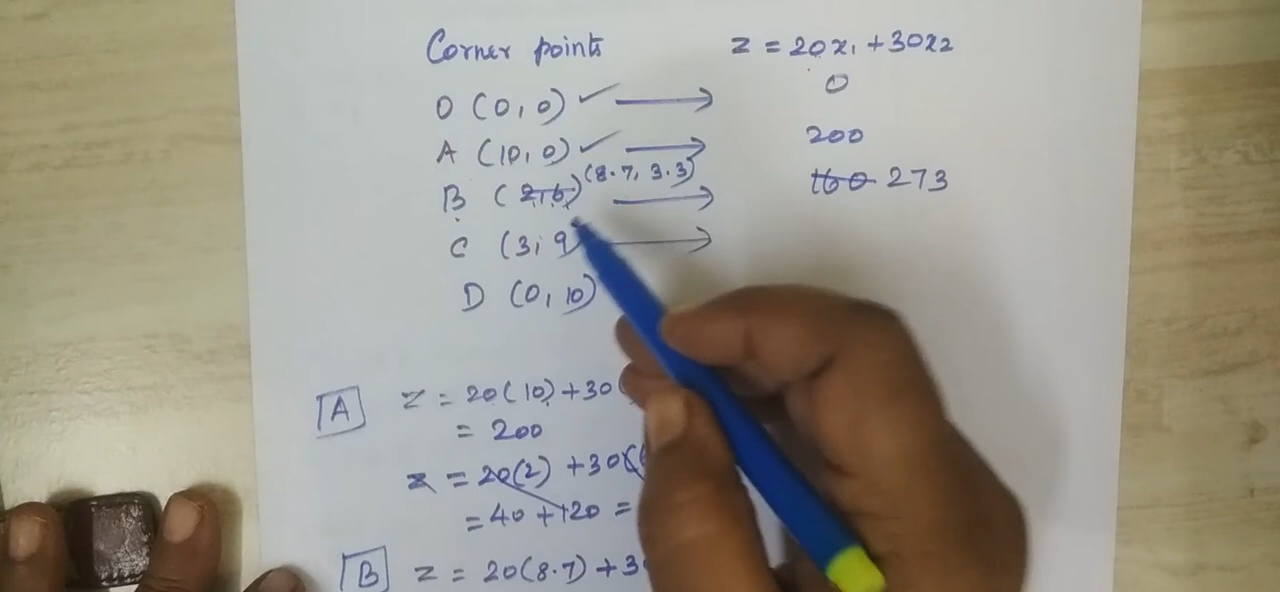 Corner points
Z = 20x1 + 30x2
O (0, 0) ✓ → 0
A (10, 0) ✓ → 200
(8.7, 3.3)
B (2,6) → 160 273
C (3, 9 →
D (0, 10)
A Z = 20(10) + 30(
= 200
Z = 20(2) + 30(
= 40 + 120 =
B Z = 20(8.7) + 3